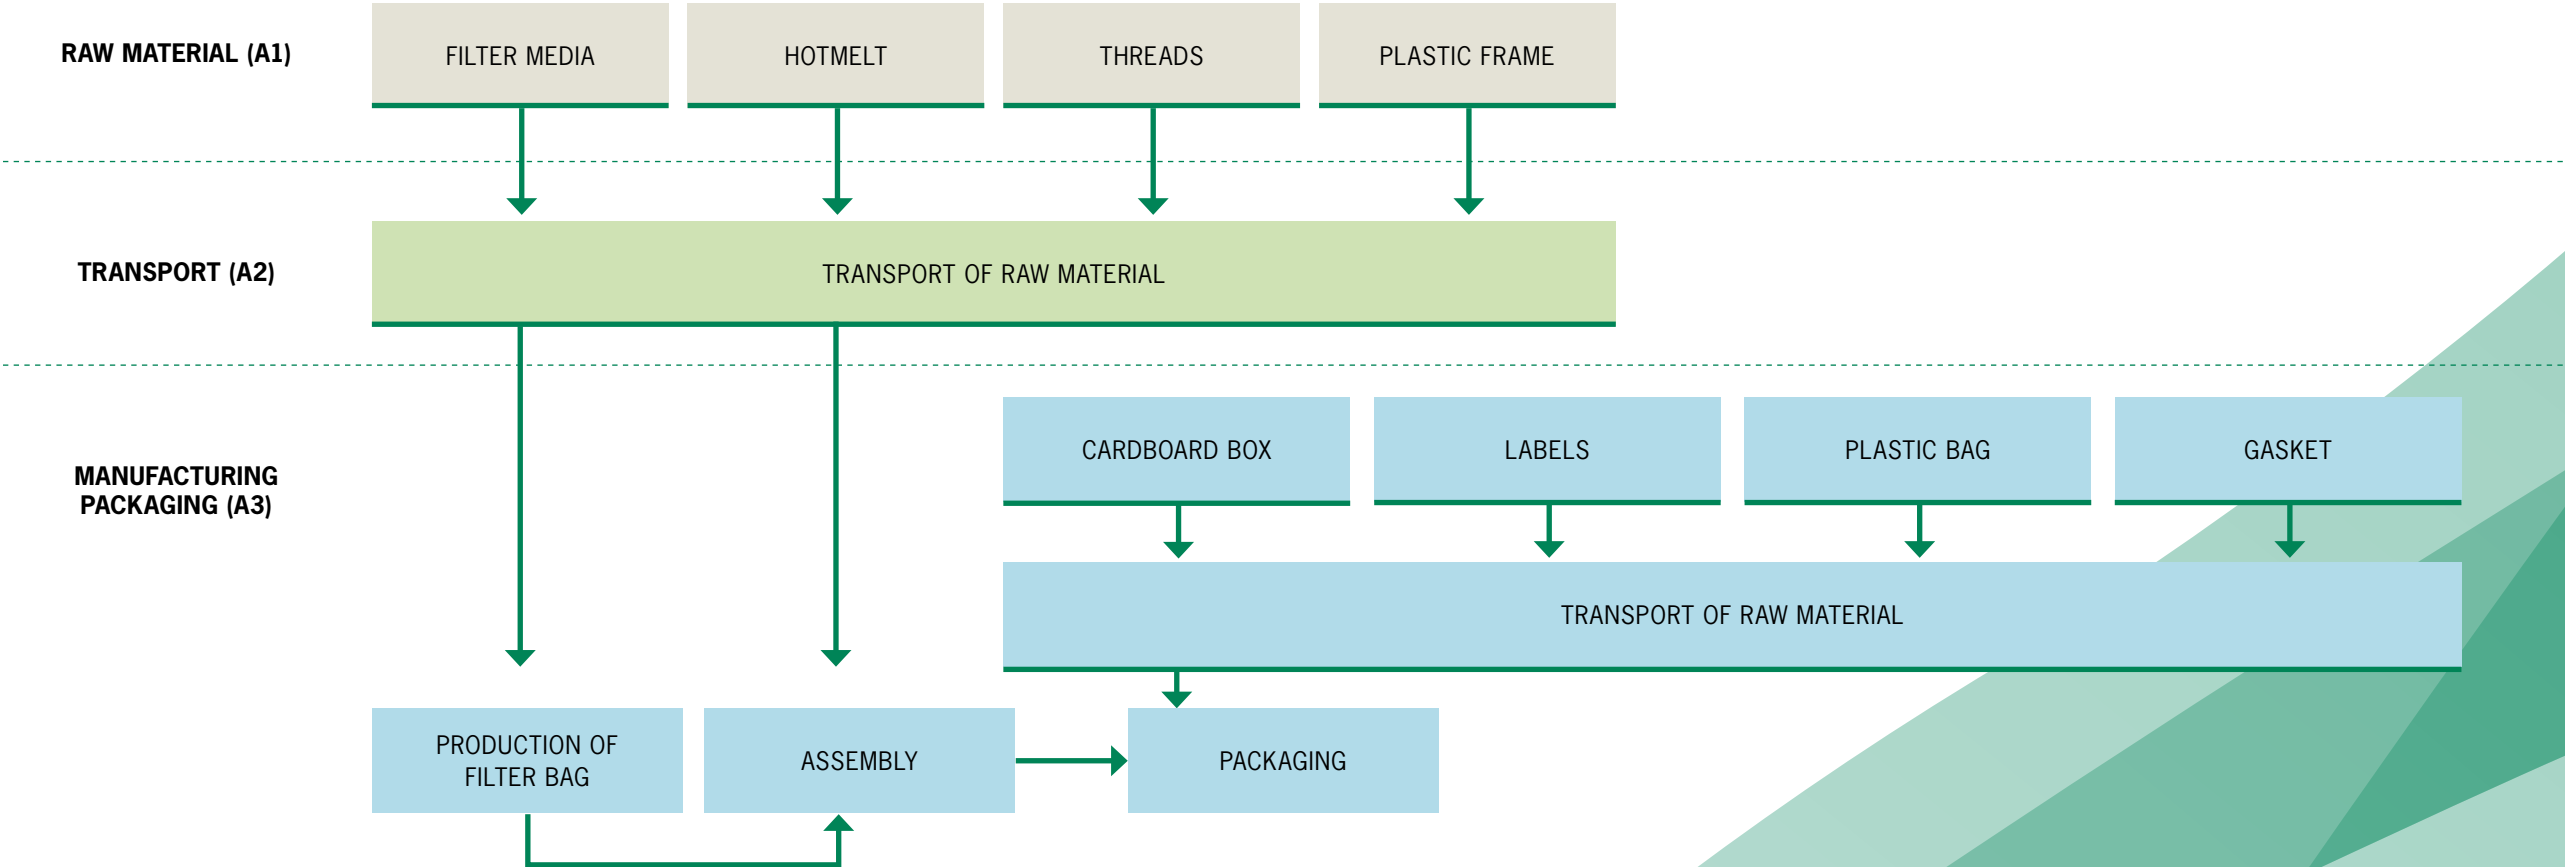 RAW MATERIAL (A1)
FILTER MEDIA
HOTMELT
THREADS
PLASTIC FRAME
TRANSPORT (A2)
TRANSPORT OF RAW MATERIAL
MANUFACTURING
PACKAGING (A3)
CARDBOARD BOX
LABELS
PLASTIC BAG
GASKET
TRANSPORT OF RAW MATERIAL
PRODUCTION OF
FILTER BAG
ASSEMBLY
PACKAGING